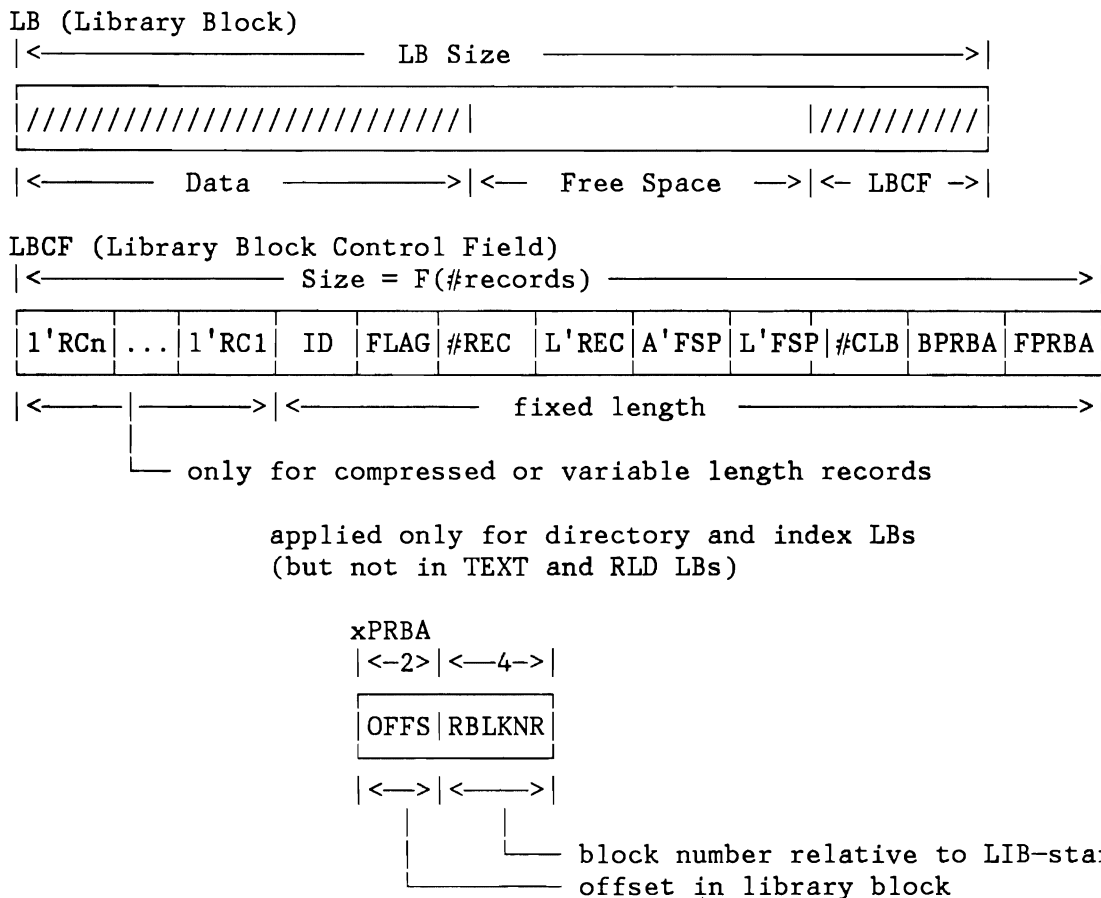 LB (Library Block)
|<——— LB Size ———>|
|////////////////////////////| |//////////|
|<——— Data ———>|<— Free Space —>|<- LBCF ->|
LBCF (Library Block Control Field)
|<——— Size = F(#records) ———>
|l'RCn|...|l'RC1| ID |FLAG|#REC |L'REC|A'FSP|L'FSP|#CLB|BPRBA|FPRBA|
|<——|——>|<——— fixed length ———>
only for compressed or variable length records
applied only for directory and index LBs
(but not in TEXT and RLD LBs)
xPRBA
|<-2>|<—4->|
|OFFS|RBLKNR|
|<—>|<——>|
block number relative to LIB-
offset in library block